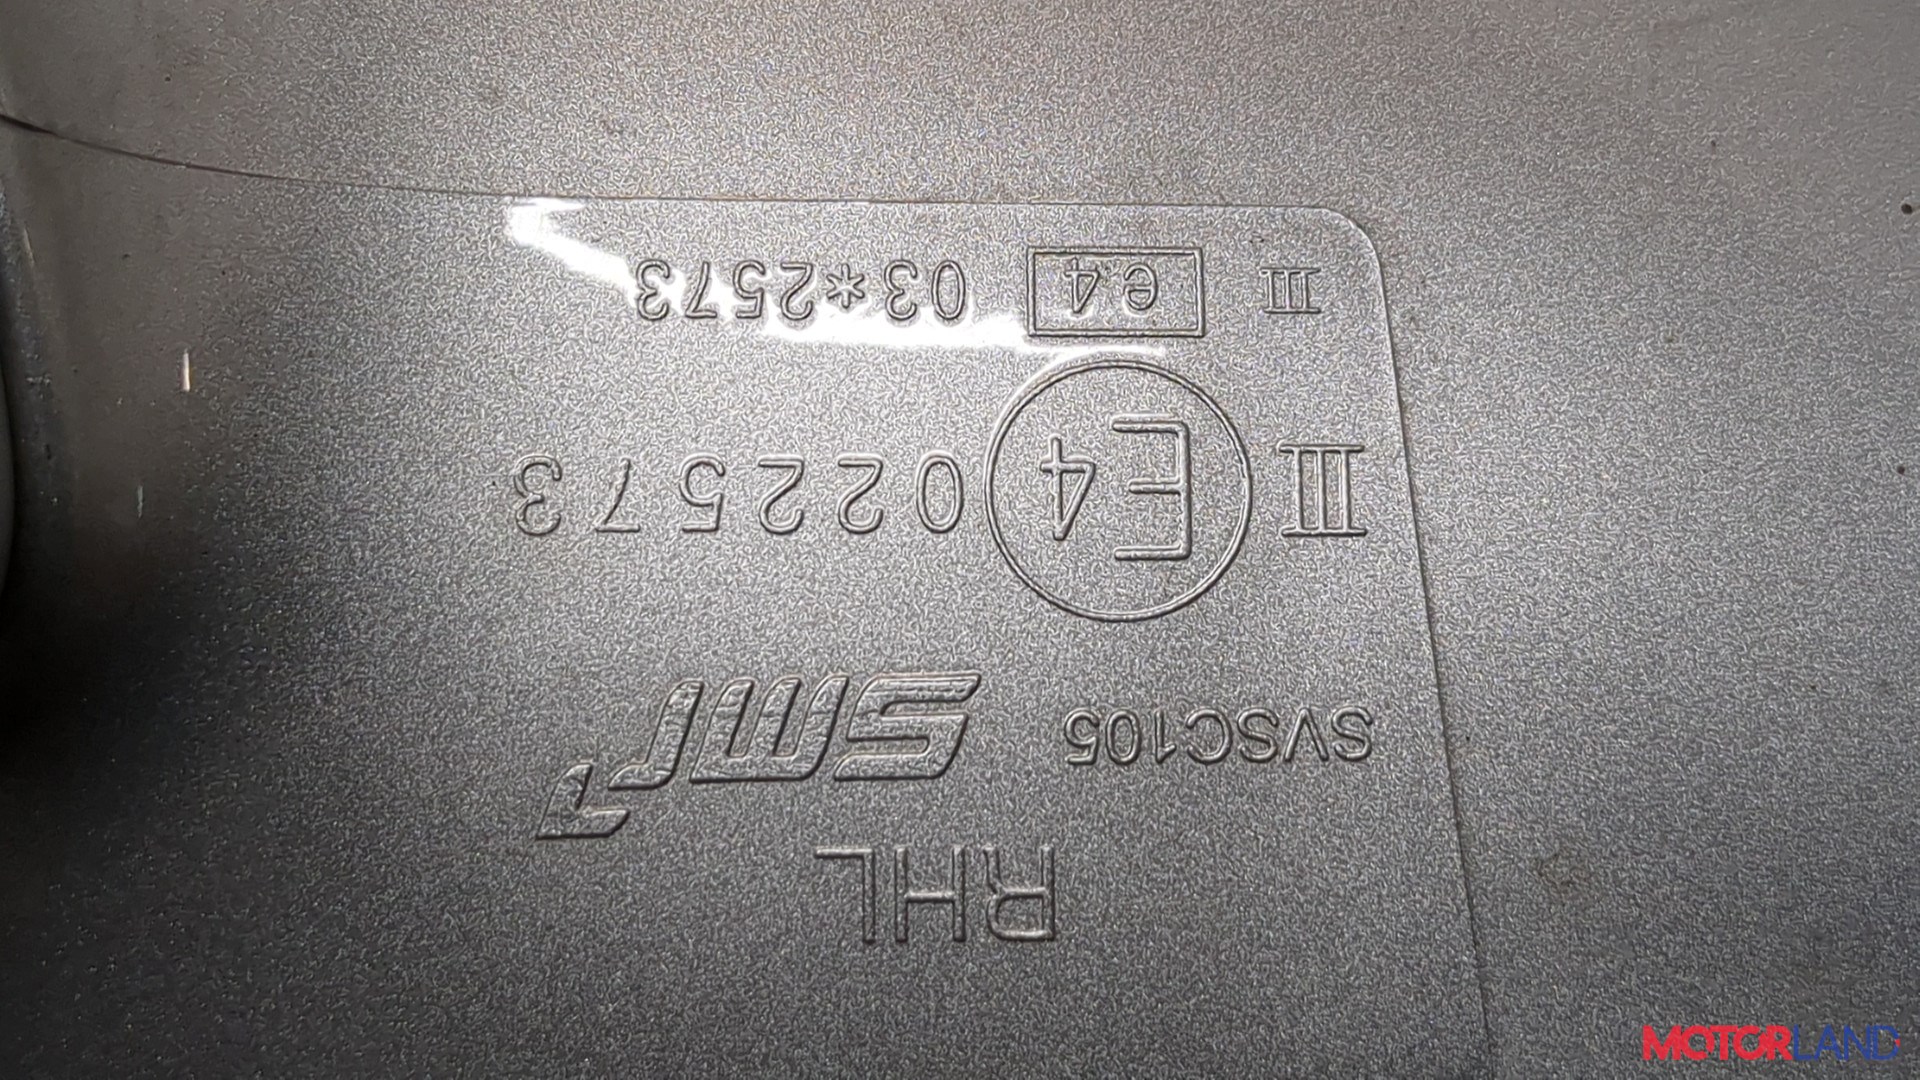 RHL
SVSC105 smr
III E4 022573
III e4 03*2573
MOTORLAND